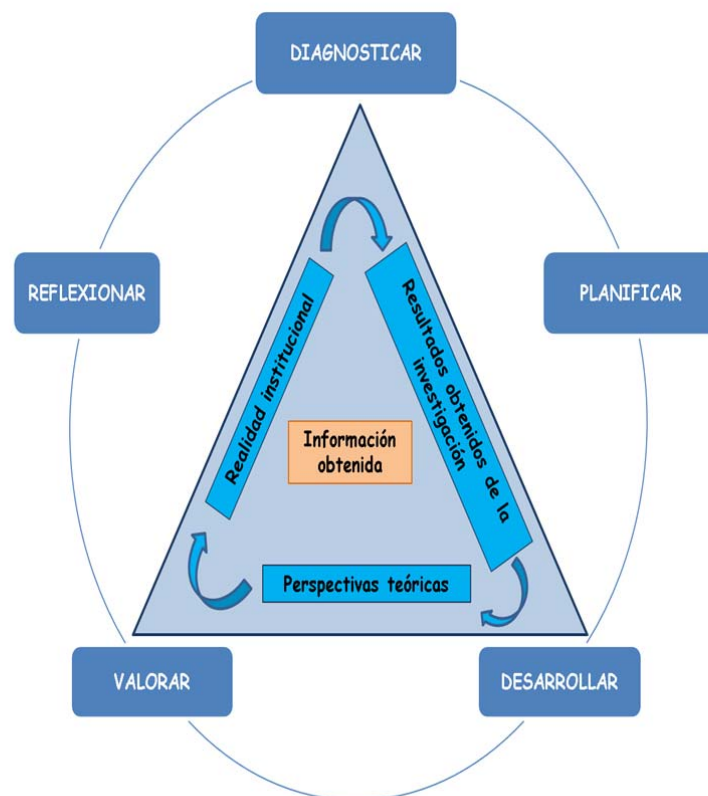 DIAGNOSTICAR
REFLEXIONAR
PLANIFICAR
Realidad institucional
Resultados obtenidos de la
investigación
Información
obtenida
Perspectivas teóricas
VALORAR
DESARROLLAR